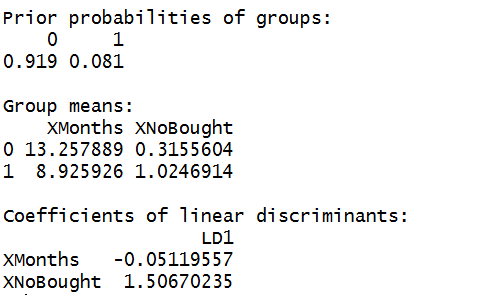 Prior probabilities of groups:
0 1
0.919 0.081
Group means:
XMonths XNoBought
0 13.257889 0.3155604
1 8.925926 1.0246914
Coefficients of linear discriminants:
LD1
XMonths -0.05119557
XNoBought 1.50670235